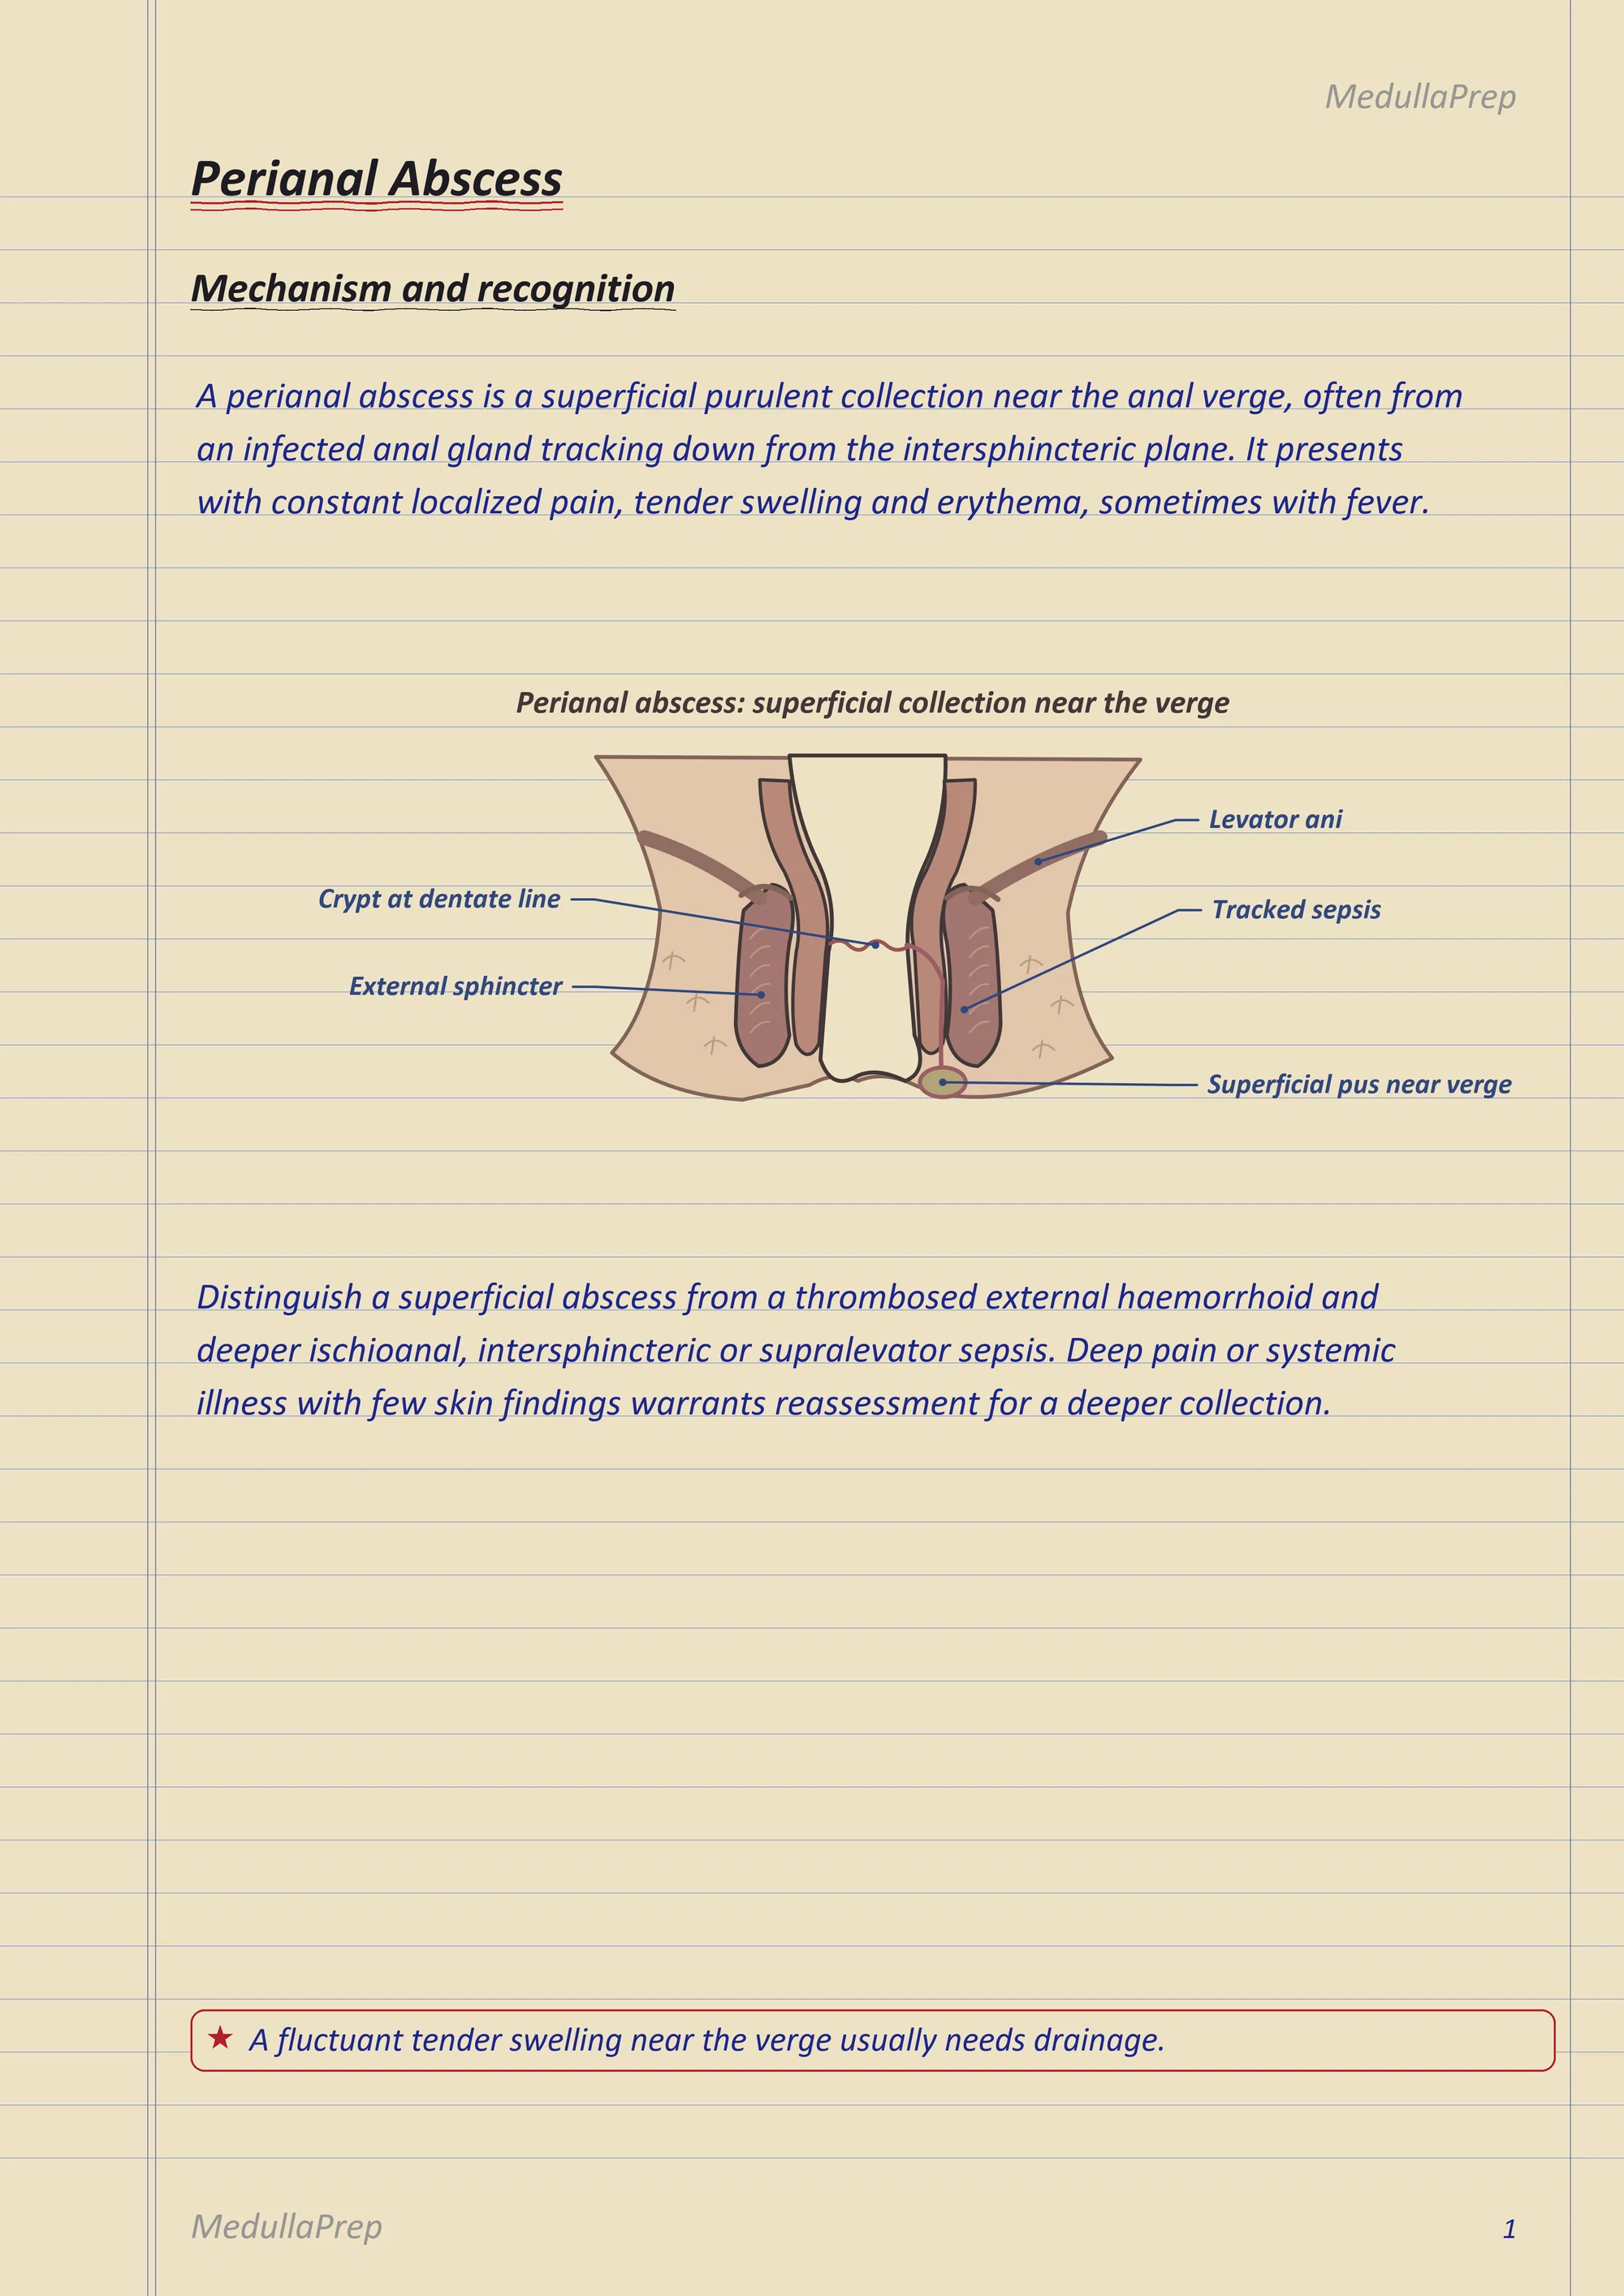 MedullaPrep
Perianal Abscess
Mechanism and recognition
A perianal abscess is a superficial purulent collection near the anal verge, often from
an infected anal gland tracking down from the intersphincteric plane. It presents
with constant localized pain, tender swelling and erythema, sometimes with fever.
Perianal abscess: superficial collection near the verge
Levator ani
Crypt at dentate line
Tracked sepsis
External sphincter
Superficial pus near verge
Distinguish a superficial abscess from a thrombosed external haemorrhoid and
deeper ischioanal, intersphincteric or supralevator sepsis. Deep pain or systemic
illness with few skin findings warrants reassessment for a deeper collection.
★ A fluctuant tender swelling near the verge usually needs drainage.
MedullaPrep
1